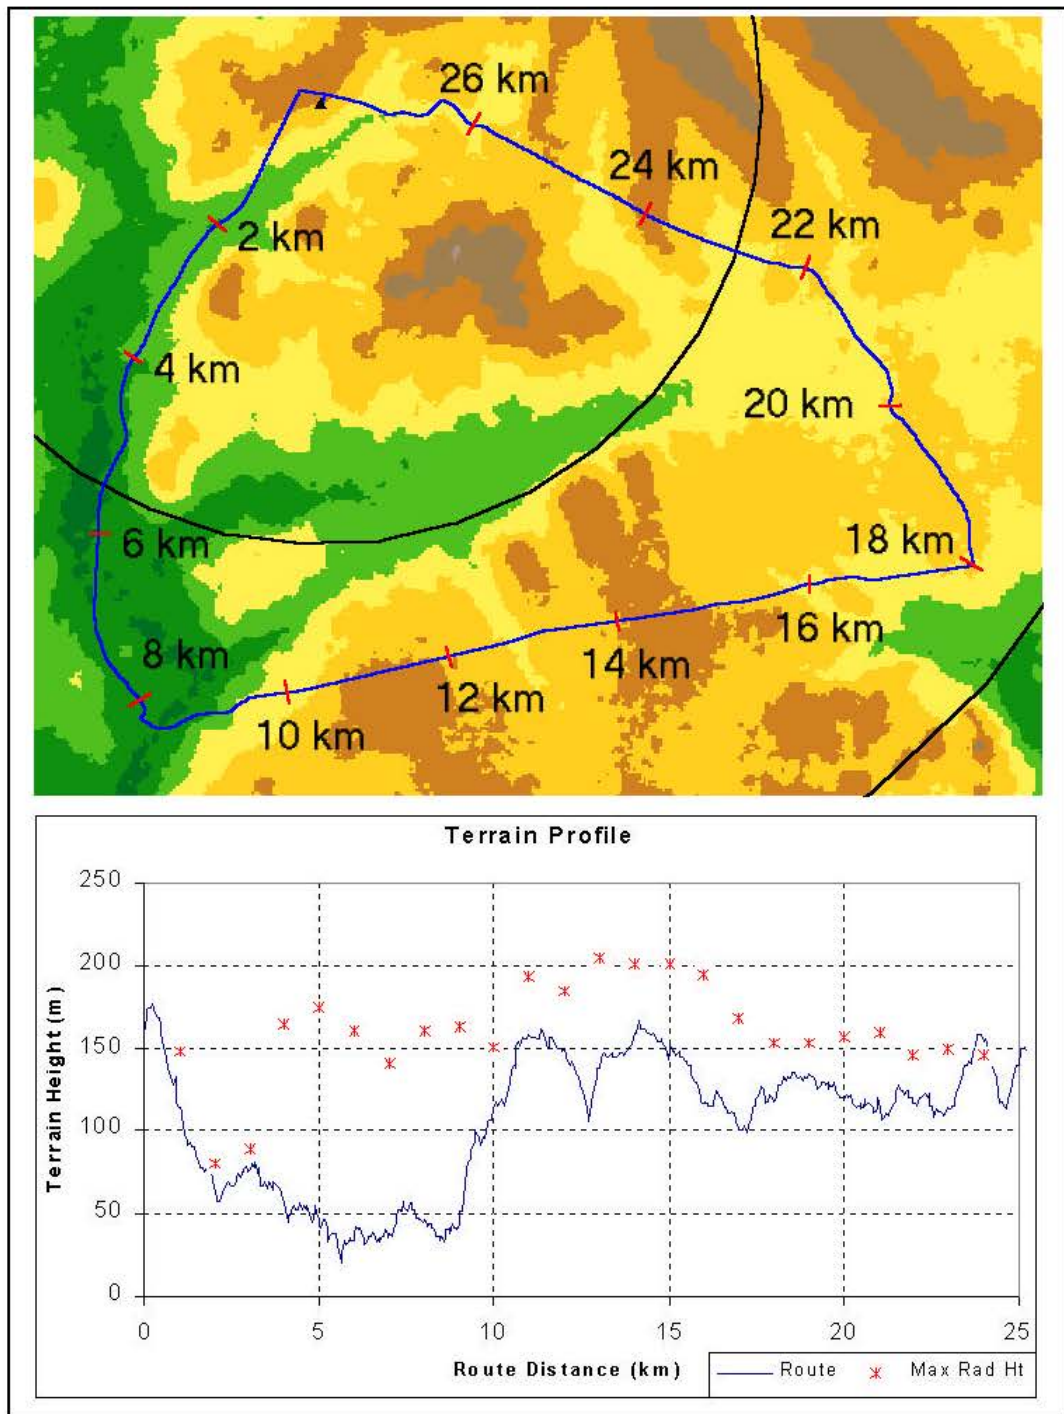 26 km
24 km
22 km
2 km
4 km
20 km
6 km
18 km
16 km
8 km
14 km
12 km
10 km
Terrain Profile
250
200
150
100
50
0
Terrain Height (m)
0 5 10 15 20 25
Route Distance (km)
Route Max Rad Ht